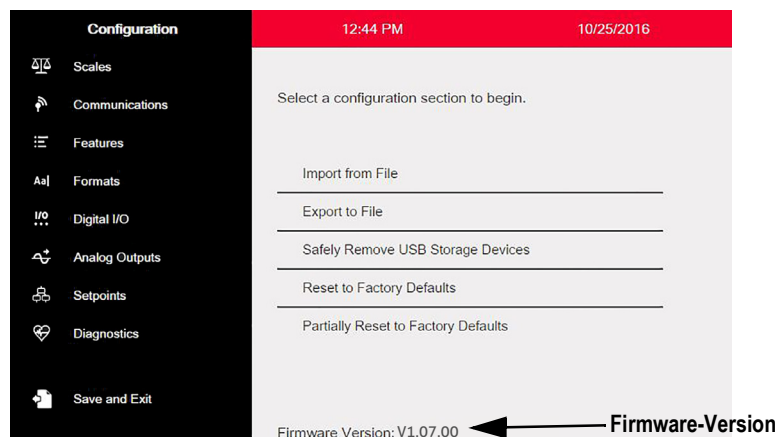 Configuration
12:44 PM
10/25/2016
Scales
Communications
Features
Aa
Formats
I/O
Digital I/O
Analog Outputs
Setpoints
Diagnostics
Save and Exit
Select a configuration section to begin.
Import from File
Export to File
Safely Remove USB Storage Devices
Reset to Factory Defaults
Partially Reset to Factory Defaults
Firmware Version: V1.07.00
Firmware-Version